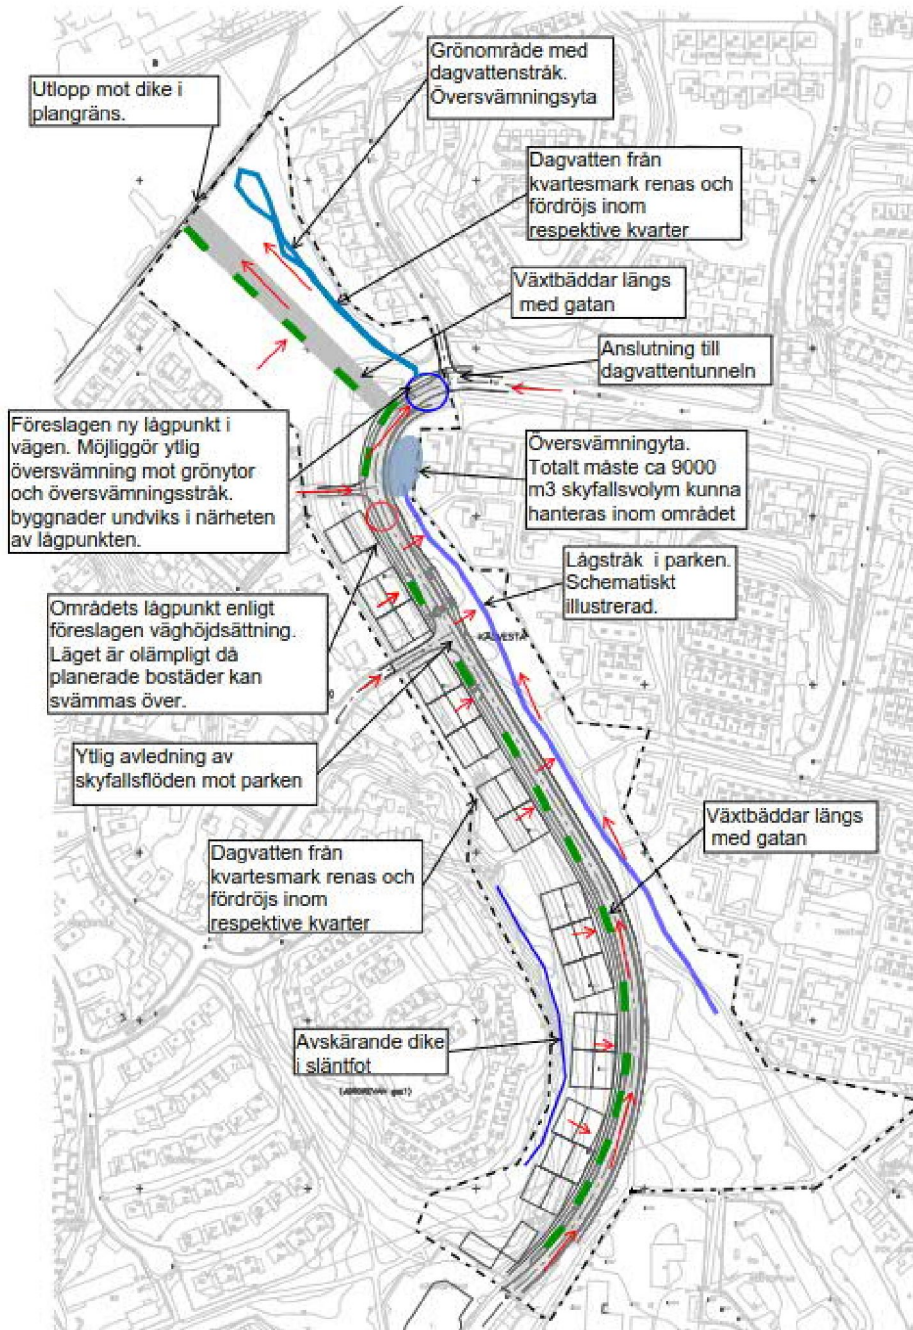 Grönområde med
dagvattenstråk.
Översvämningsyta
Utlopp mot dike i
plangräns.
Dagvatten från
kvartesmark renas och
fördröjs inom
respektive kvarter
Växtbäddar längs
med gatan
Anslutning till
dagvattentunneln
Föreslagen ny lågpunkt i
vägen. Möjliggör ytlig
översvämning mot grönytor
och översvämningsstråk.
byggnader undviks i närheten
av lågpunkten.
Översvämningyta.
Totalt måste ca 9000
m3 skyfallsvolym kunna
hanteras inom området
Lågstråk i parken.
Schematiskt
illustrerad.
Områdets lågpunkt enligt
föreslagen väghöjdsättning.
Läget är olämpligt då
planerade bostäder kan
svämmas över.
KÄLVESTA
Ytlig avledning av
skyfallsflöden mot parken
Växtbäddar längs
med gatan
Dagvatten från
kvartesmark renas och
fördröjs inom
respektive kvarter
Avskärande dike
i släntfot